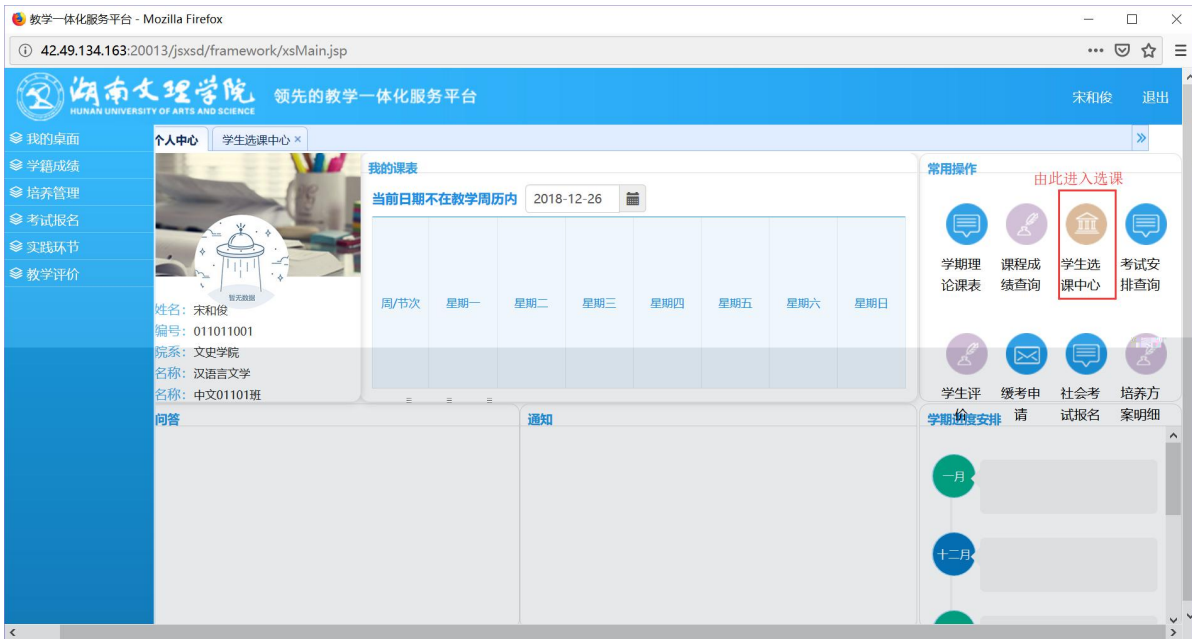 教学一体化服务平台 - Mozilla Firefox
42.49.134.163:20013/jsxsd/framework/xsMain.jsp
湖南文理学院
HUNAN UNIVERSITY OF ARTS AND SCIENCE
领先的教学一体化服务平台
宋和俊 退出
我的桌面
学籍成绩
培养管理
考试报名
实践环节
教学评价
个人中心 学生选课中心 ×
暂无数据
姓名：宋和俊
编号：011011001
院系：文史学院
名称：汉语言文学
名称：中文01101班
我的课表
当前日期不在教学周历内 2018-12-26
周/节次 星期一 星期二 星期三 星期四 星期五 星期六 星期日
常用操作
由此进入选课
学期理论课表
课程成绩查询
学生选课中心
考试安排查询
学生评价
缓考申请
社会考试报名
培养方案明细
问答
通知
学期进度安排
一月
十二月